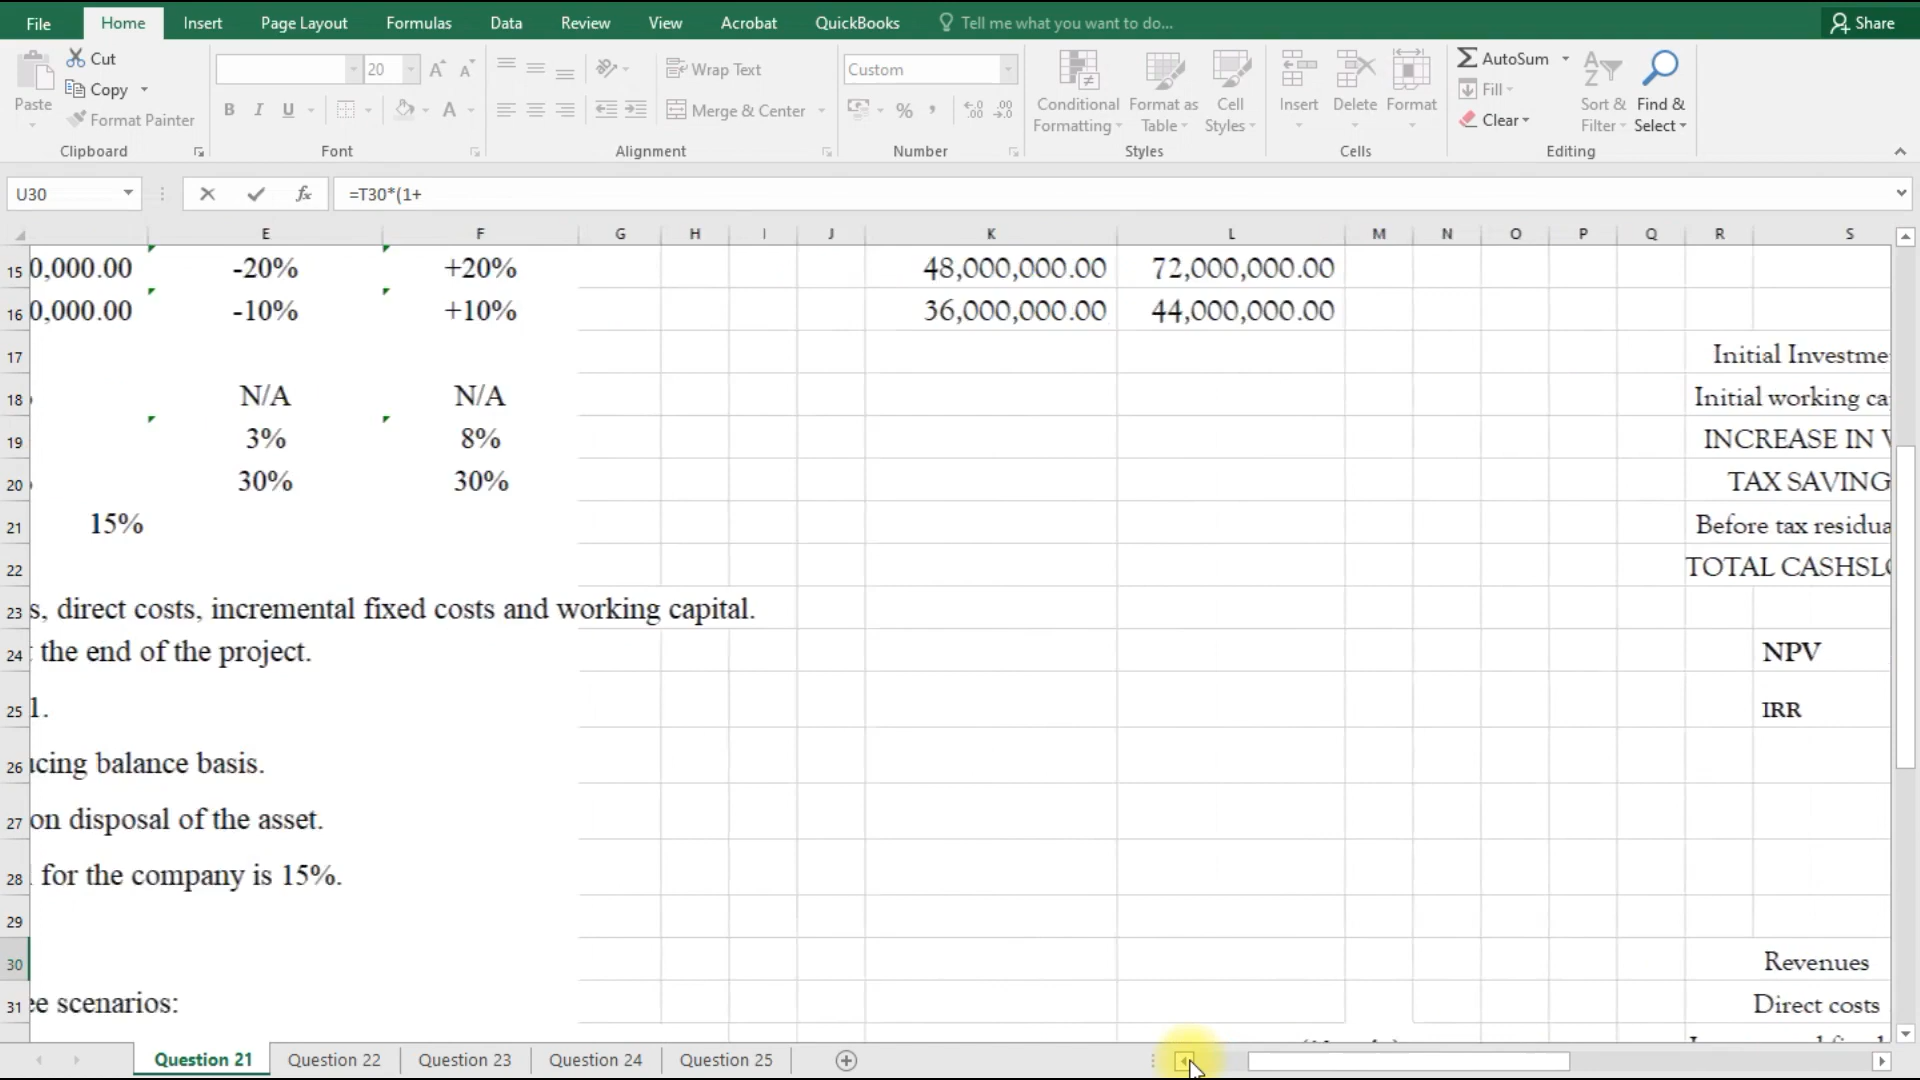 File Home Insert Page Layout Formulas Data Review View Acrobat QuickBooks Tell me what you want to do... Share
Paste Cut Copy Format Painter
20 B I U A
Wrap Text Merge & Center
Custom %
Conditional Formatting Format as Table Cell Styles
Insert Delete Format
AutoSum Fill Clear Sort & Filter Find & Select
Clipboard Font Alignment Number Styles Cells Editing
U30 fx =T30*(1+
E F G H I J K L M N O P Q R S
15 0,000.00 -20% +20% 48,000,000.00 72,000,000.00
16 0,000.00 -10% +10% 36,000,000.00 44,000,000.00
17 Initial Investme
18 N/A N/A Initial working ca
19 3% 8% INCREASE IN
20 30% 30% TAX SAVING
21 15% Before tax residua
22 TOTAL CASHSL
23 s, direct costs, incremental fixed costs and working capital.
24 the end of the project. NPV
25 1. IRR
26 ucing balance basis.
27 on disposal of the asset.
28 for the company is 15%.
29
30 Revenues
31 ee scenarios: Direct costs
Question 21 Question 22 Question 23 Question 24 Question 25